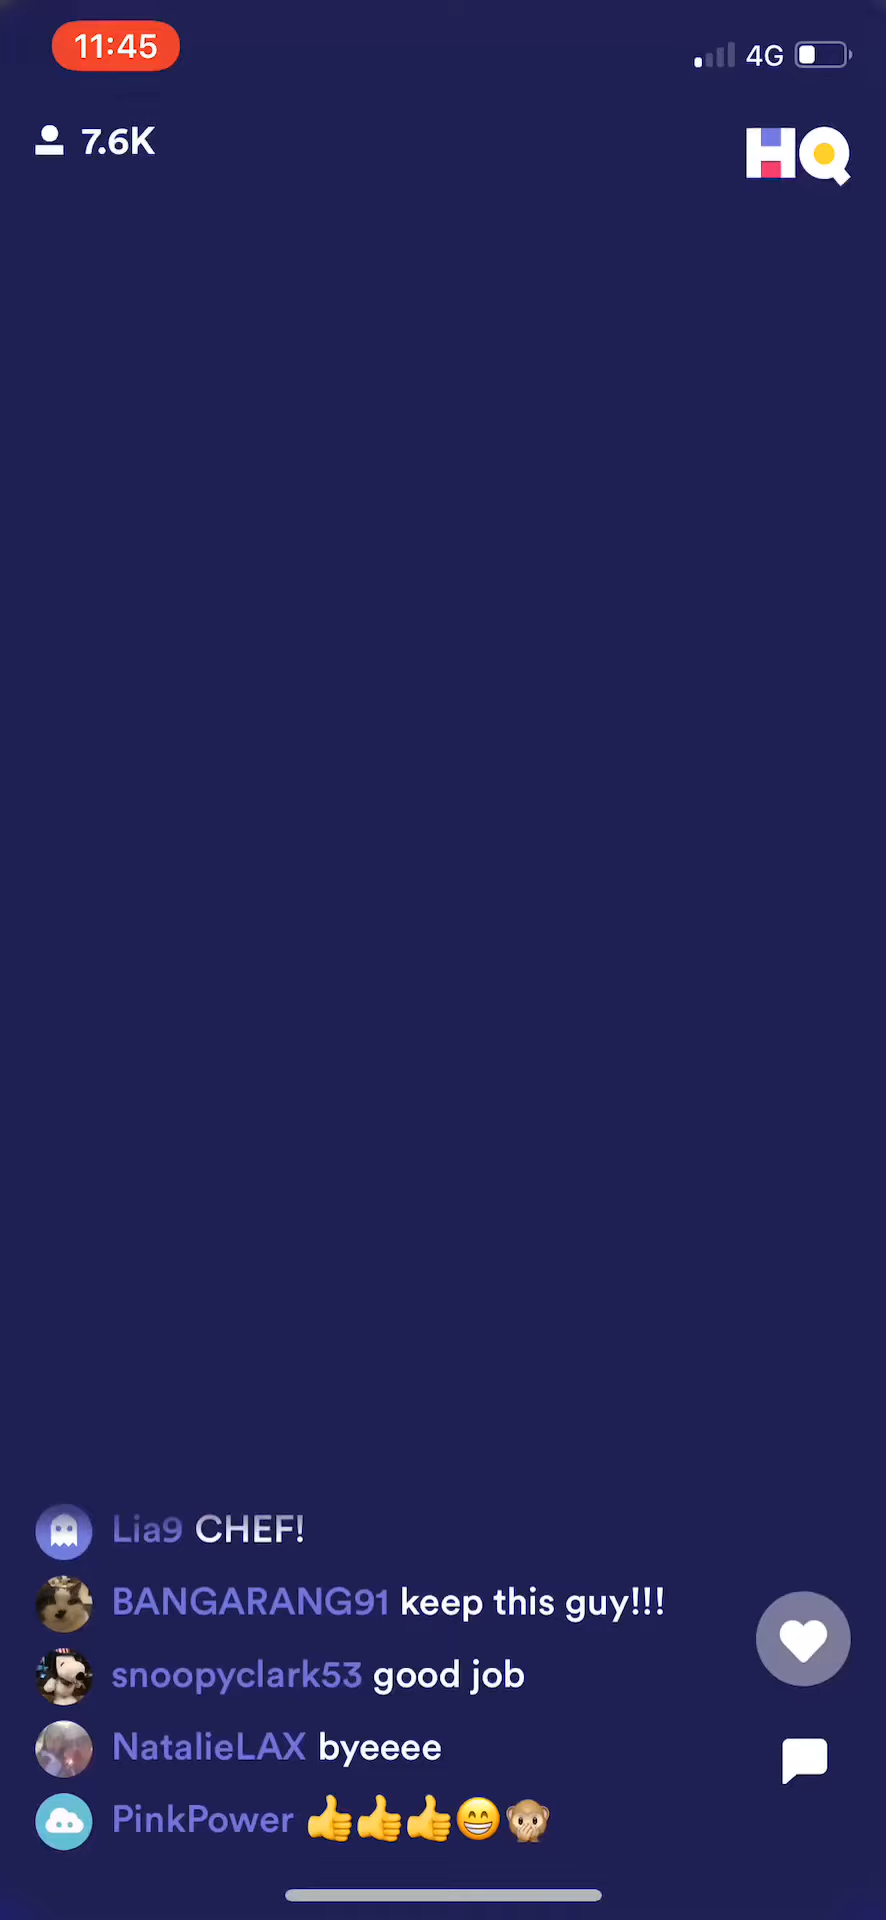 11:45
4G
7.6K
HQ
Lia9 CHEF!
BANGARANG91 keep this guy!!!
snoopyclark53 good job
NatalieLAX byeeee
PinkPower 👍👍👍😁🙊